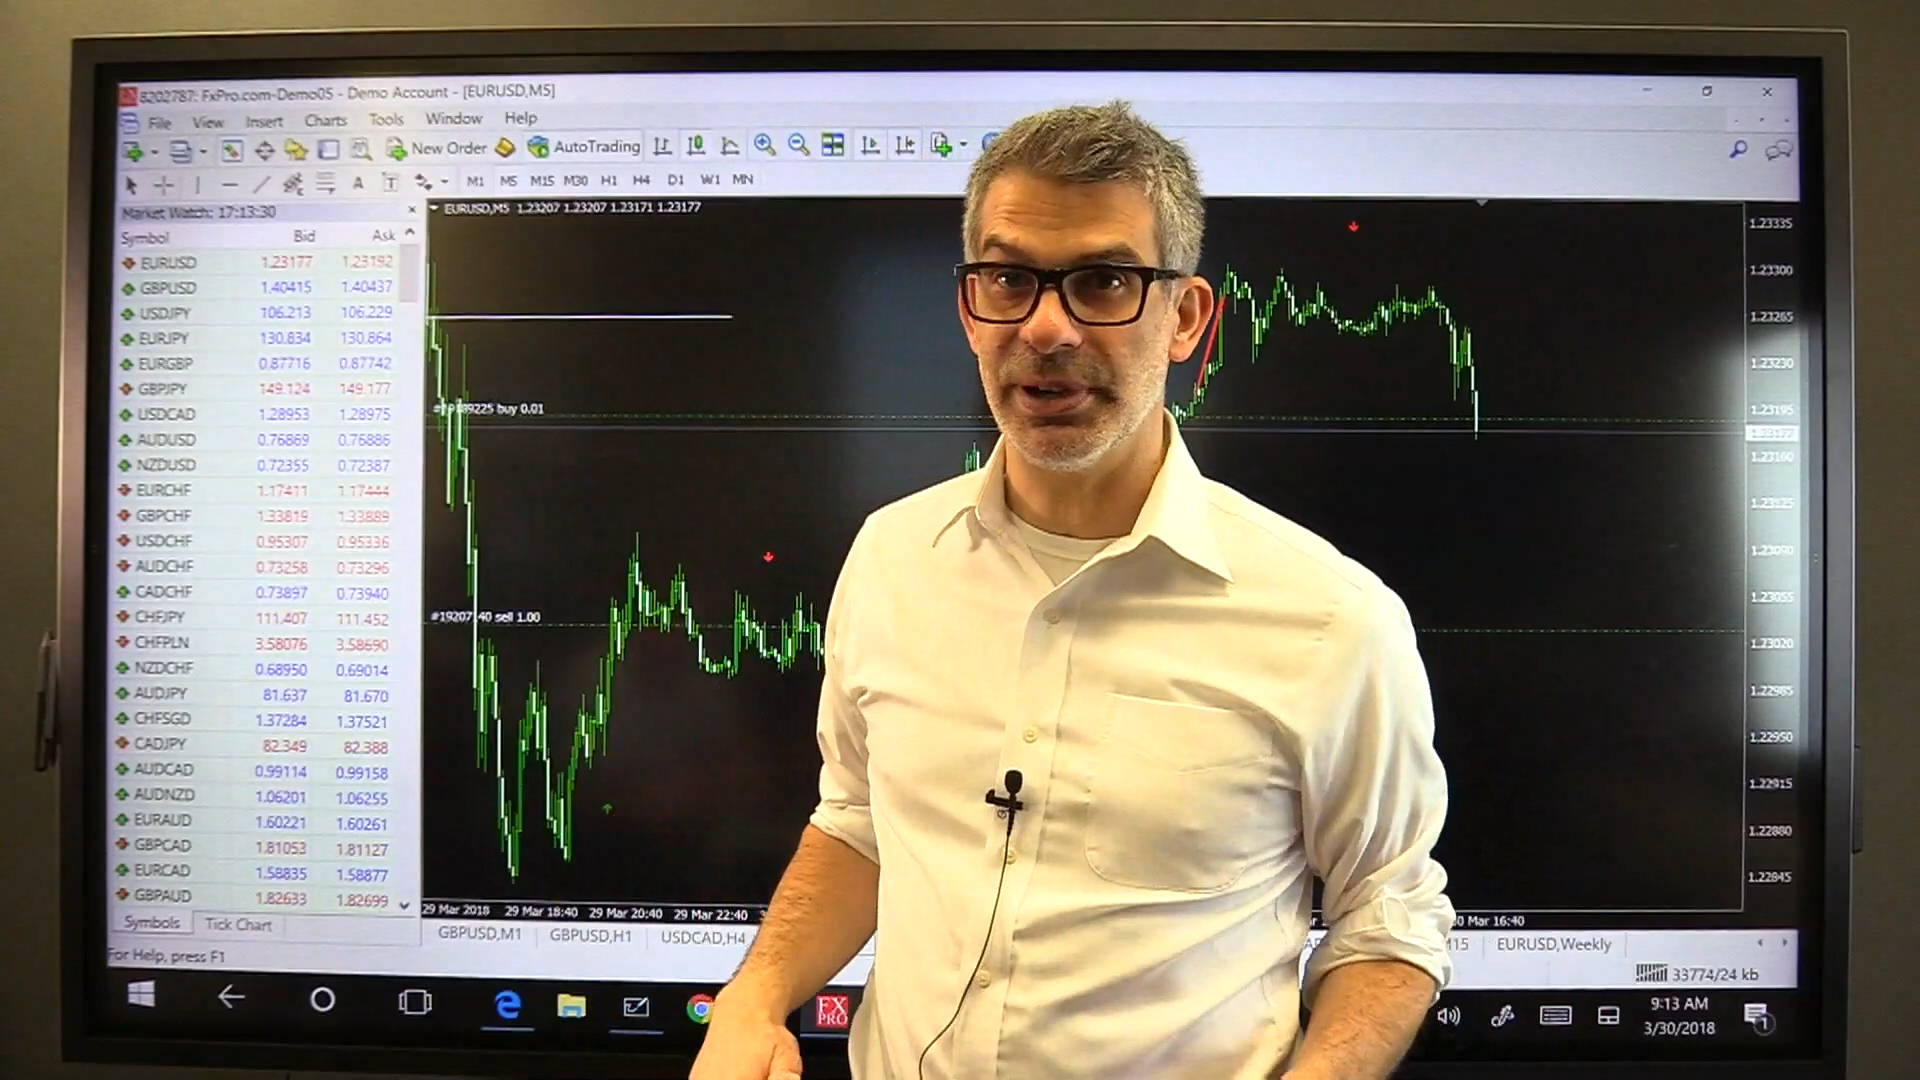 8202787: FxPro.com-Demo05 - Demo Account - [EURUSD,M5]
File View Insert Charts Tools Window Help
New Order AutoTrading
A T M1 M5 M15 M30 H1 H4 D1 W1 MN
Market Watch: 17:13:30
Symbol Bid Ask
EURUSD 1.23177 1.23192
GBPUSD 1.40415 1.40437
USDJPY 106.213 106.229
EURJPY 130.834 130.864
EURGBP 0.87716 0.87742
GBPJPY 149.124 149.177
USDCAD 1.28953 1.28975
AUDUSD 0.76869 0.76886
NZDUSD 0.72355 0.72387
EURCHF 1.17411 1.17444
GBPCHF 1.33819 1.33889
USDCHF 0.95307 0.95336
AUDCHF 0.73258 0.73296
CADCHF 0.73897 0.73940
CHFJPY 111.407 111.452
CHFPLN 3.58076 3.58690
NZDCHF 0.68950 0.69014
AUDJPY 81.637 81.670
CHFSGD 1.37284 1.37521
CADJPY 82.349 82.388
AUDCAD 0.99114 0.99158
AUDNZD 1.06201 1.06255
EURAUD 1.60221 1.60261
GBPCAD 1.81053 1.81127
EURCAD 1.58835 1.58877
GBPAUD 1.82633 1.82699
Symbols Tick Chart
For Help, press F1
EURUSD,M5 1.23207 1.23207 1.23171 1.23177
buy 0.01
sell 1.00
1.23335
1.23300
1.23265
1.23230
1.23195
1.23177
1.23160
1.23125
1.23090
1.23055
1.23020
1.22985
1.22950
1.22915
1.22880
1.22845
29 Mar 2018 29 Mar 18:40 29 Mar 20:40 29 Mar 22:40 Mar 16:40
GBPUSD,M1 GBPUSD,H1 USDCAD,H4 EURUSD,Weekly
33774/24 kb
FX
PRO
9:13 AM
3/30/2018
1